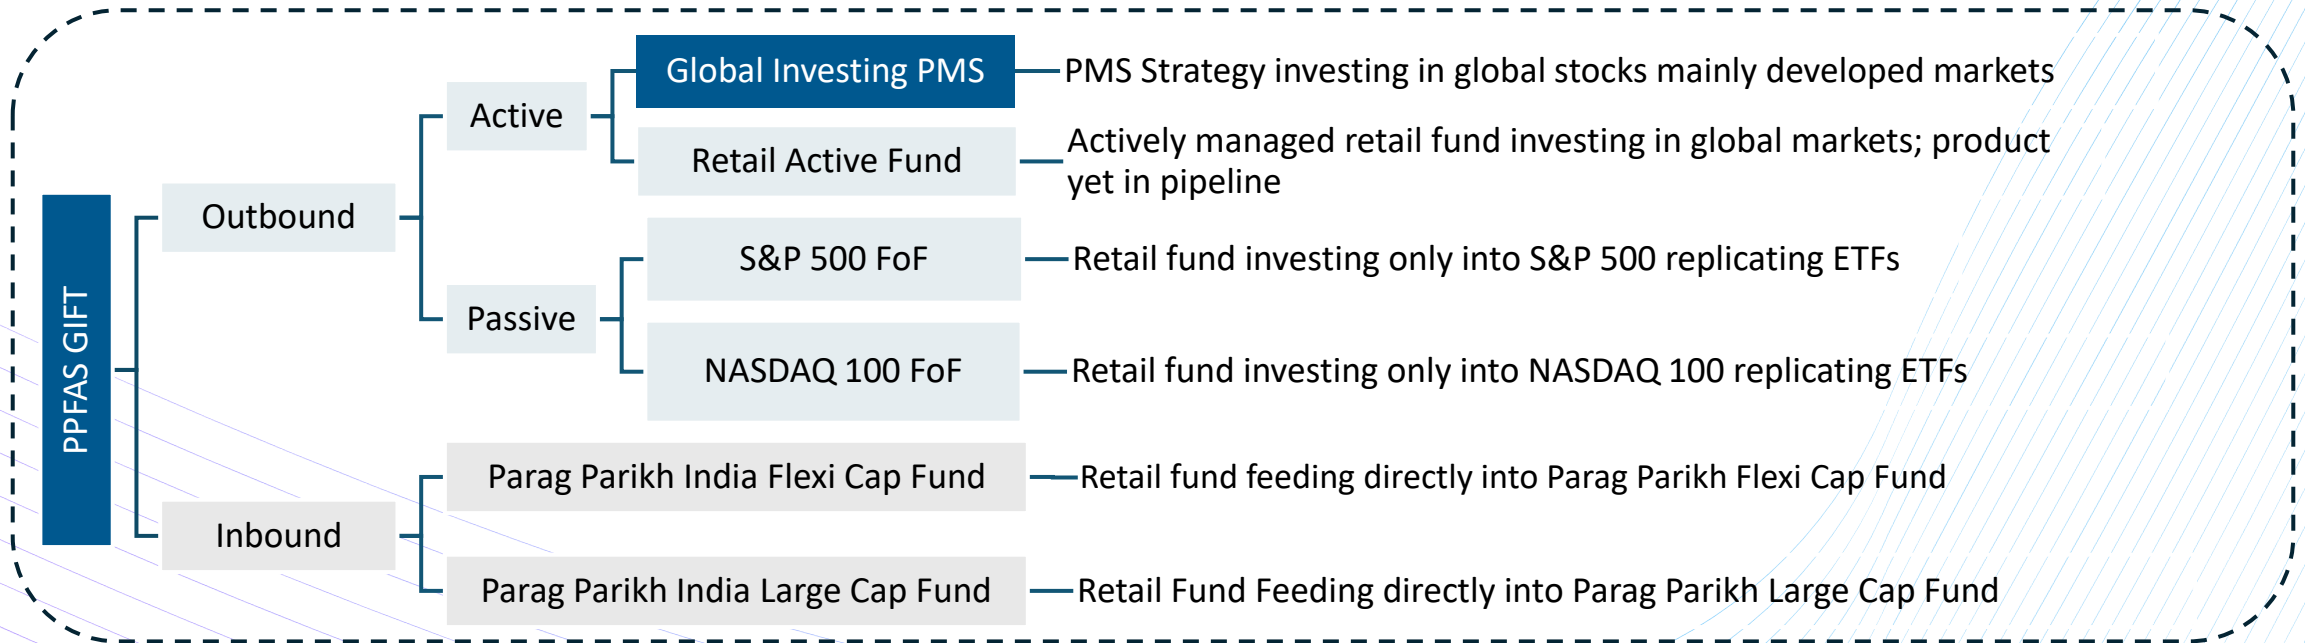 PPFAS GIFT
Outbound
Active
Global Investing PMS
PMS Strategy investing in global stocks mainly developed markets
Retail Active Fund
Actively managed retail fund investing in global markets; product
yet in pipeline
Passive
S&P 500 FoF
Retail fund investing only into S&P 500 replicating ETFs
NASDAQ 100 FoF
Retail fund investing only into NASDAQ 100 replicating ETFs
Inbound
Parag Parikh India Flexi Cap Fund
Retail fund feeding directly into Parag Parikh Flexi Cap Fund
Parag Parikh India Large Cap Fund
Retail Fund Feeding directly into Parag Parikh Large Cap Fund